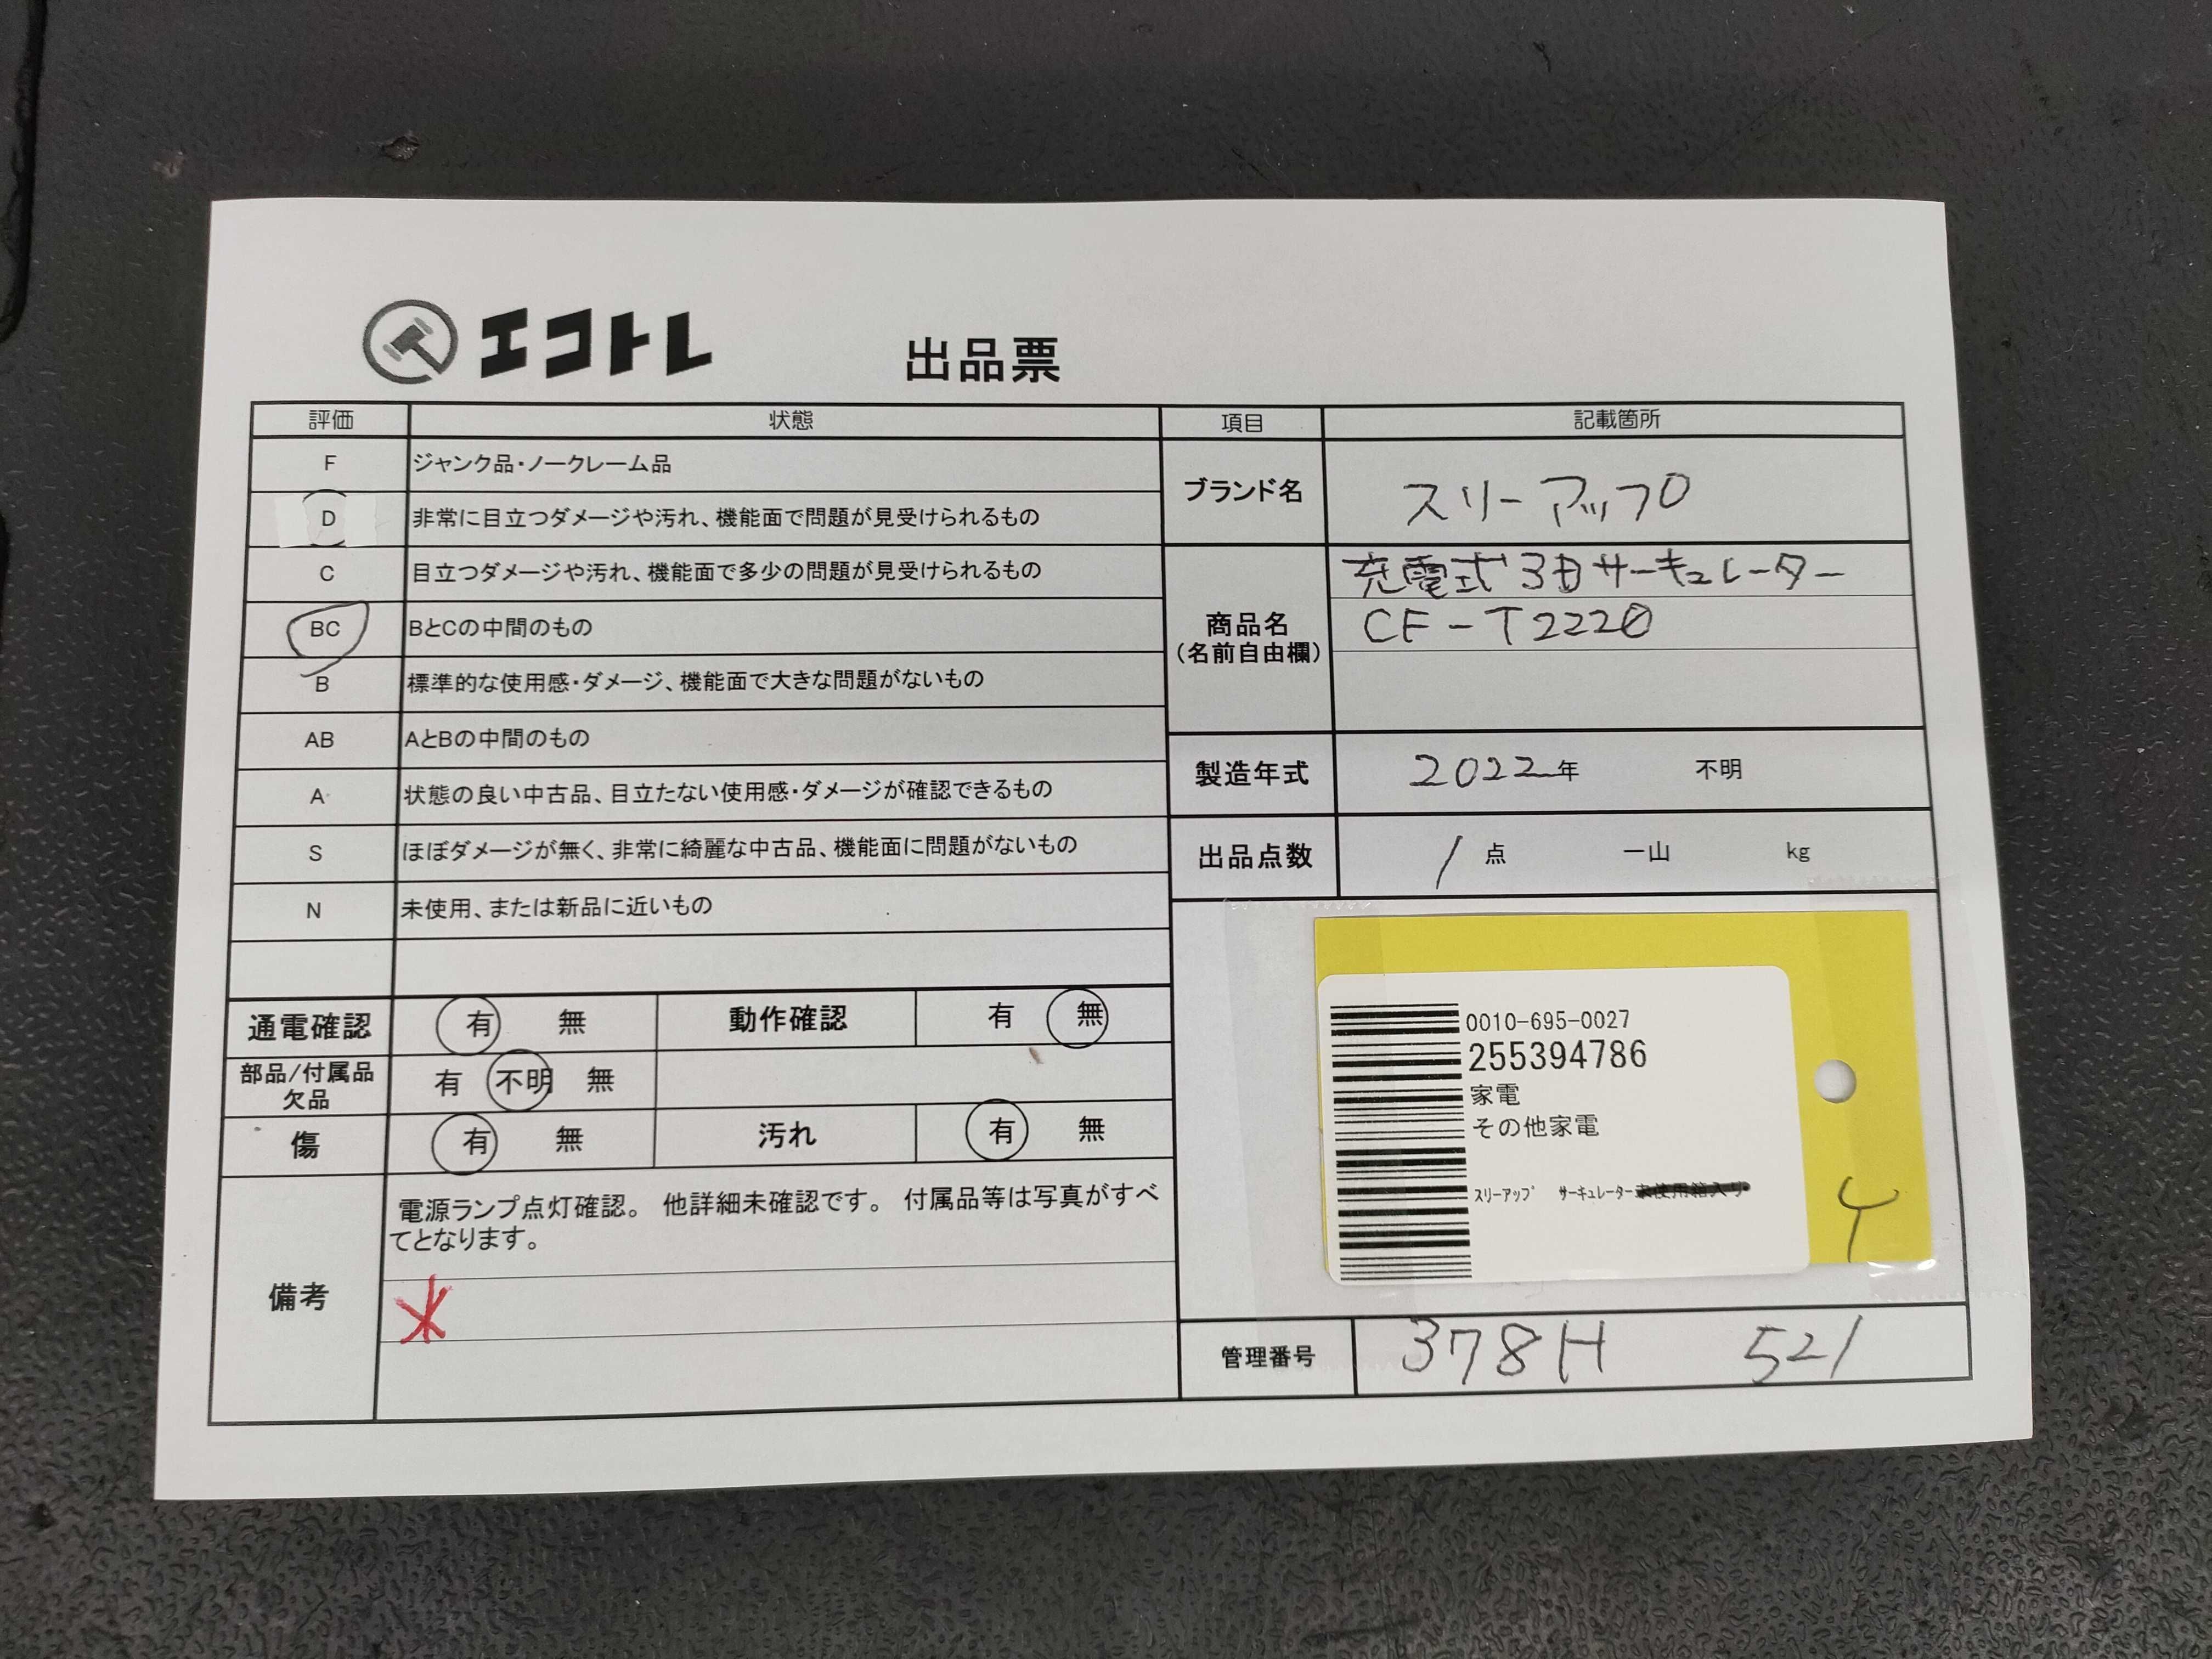 エコトレ
出品票
評価 状態
F ジャンク品・ノークレーム品
D 非常に目立つダメージや汚れ、機能面で問題が見受けられるもの
C 目立つダメージや汚れ、機能面で多少の問題が見受けられるもの
BC BとCの中間のもの
B 標準的な使用感・ダメージ、機能面で大きな問題がないもの
AB AとBの中間のもの
A 状態の良い中古品、目立たない使用感・ダメージが確認できるもの
S ほぼダメージが無く、非常に綺麗な中古品、機能面に問題がないもの
N 未使用、または新品に近いもの
通電確認 有 無 動作確認 有 無
部品/付属品
欠品 有 不明 無
傷 有 無 汚れ 有 無
備考 電源ランプ点灯確認。 他詳細未確認です。 付属品等は写真がすべ
てとなります。
項目 記載箇所
ブランド名 スリーアップ
商品名
(名前自由欄)
充電式3Dサーキュレーター
CF-T2220
製造年式 2022年 不明
出品点数 1点 一山 kg
0010-695-0027
255394786
家電
その他家電
スリーアップ サーキュレーター未使用箱入り
管理番号 378H 521